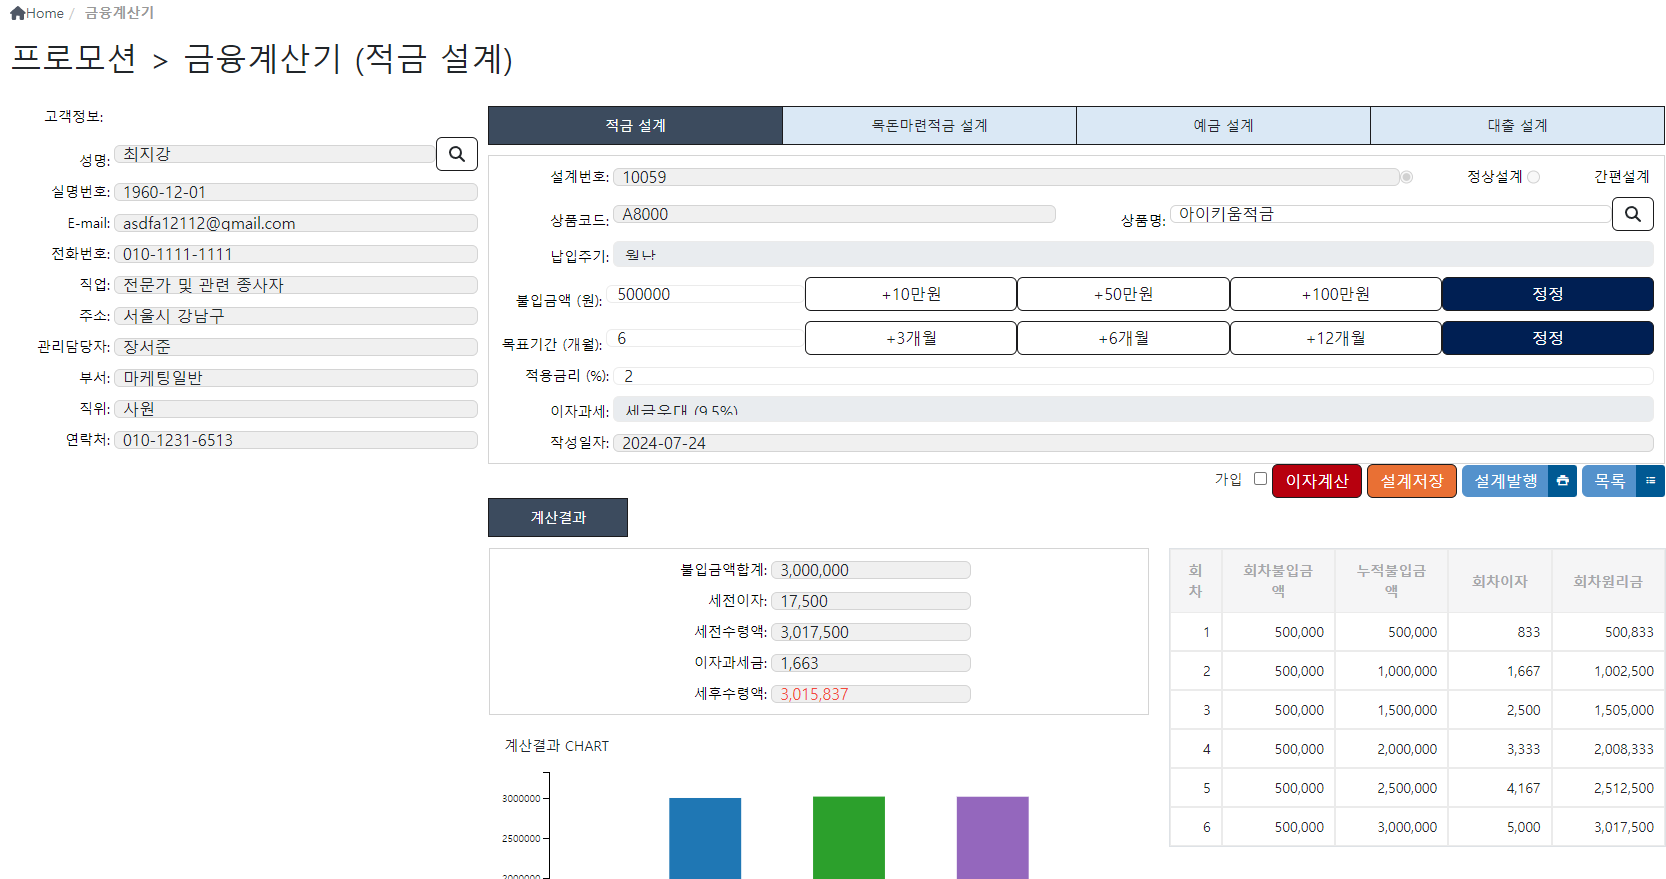 Home / 금융계산기
프로모션 > 금융계산기 (적금 설계)
고객정보:
성명: 최지강
실명번호: 1960-12-01
E-mail: asdfa12112@gmail.com
전화번호: 010-1111-1111
직업: 전문가 및 관련 종사자
주소: 서울시 강남구
관리담당자: 장서준
부서: 마케팅일반
직위: 사원
연락처: 010-1231-6513
적금 설계 목돈마련적금 설계 예금 설계 대출 설계
설계번호: 10059 정상설계 간편설계
상품코드: A8000 상품명: 아이키움적금
납입주기: 월납
불입금액 (원): 500000 +10만원 +50만원 +100만원 정정
목표기간 (개월): 6 +3개월 +6개월 +12개월 정정
적용금리 (%): 2
이자과세: 세금우대 (9.5%)
작성일자: 2024-07-24
가입 이자계산 설계저장 설계발행 목록
계산결과
불입금액합계: 3,000,000
세전이자: 17,500
세전수령액: 3,017,500
이자과세금: 1,663
세후수령액: 3,015,837
계산결과 CHART
3000000
2500000
2000000
회차 회차불입금액 누적불입금액 회차이자 회차원리금
1 500,000 500,000 833 500,833
2 500,000 1,000,000 1,667 1,002,500
3 500,000 1,500,000 2,500 1,505,000
4 500,000 2,000,000 3,333 2,008,333
5 500,000 2,500,000 4,167 2,512,500
6 500,000 3,000,000 5,000 3,017,500